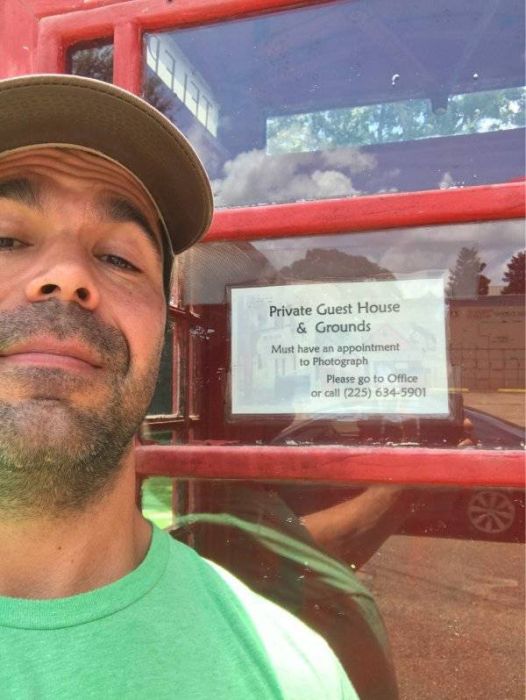 Private Guest House
& Grounds
Must have an appointment
to Photograph
Please go to Office
or call (225) 634-5901